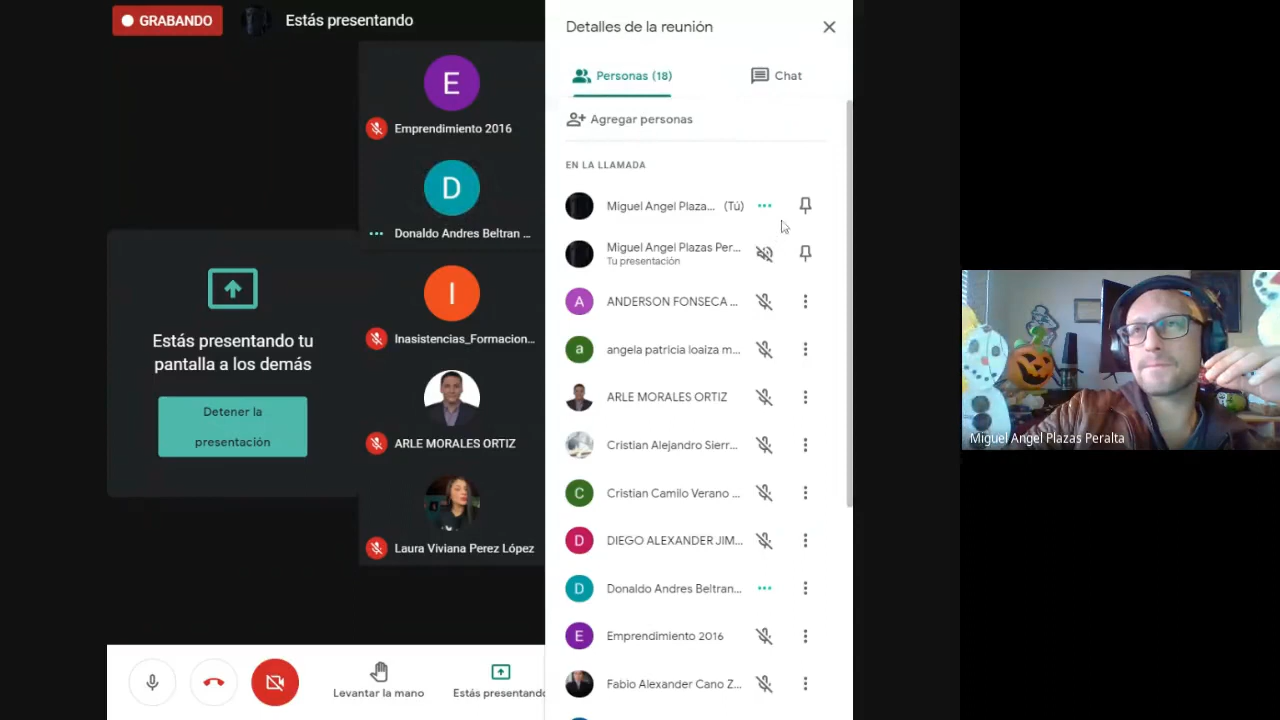 GRABANDO
Estás presentando
E
Emprendimiento 2016
D
Donaldo Andres Beltran ...
Estás presentando tu
pantalla a los demás
Detener la
presentación
I
Inasistencias_Formacion...
ARLE MORALES ORTIZ
Laura Viviana Perez López
Levantar la mano
Estás presentando
Detalles de la reunión
Personas (18)
Chat
Agregar personas
EN LA LLAMADA
Miguel Angel Plaza... (Tú)
Miguel Angel Plazas Per...
Tu presentación
A
ANDERSON FONSECA ...
a
angela patricia loaiza m...
ARLE MORALES ORTIZ
Cristian Alejandro Sierr...
C
Cristian Camilo Verano ...
D
DIEGO ALEXANDER JIM...
D
Donaldo Andres Beltran...
E
Emprendimiento 2016
Fabio Alexander Cano Z...
Miguel Angel Plazas Peralta